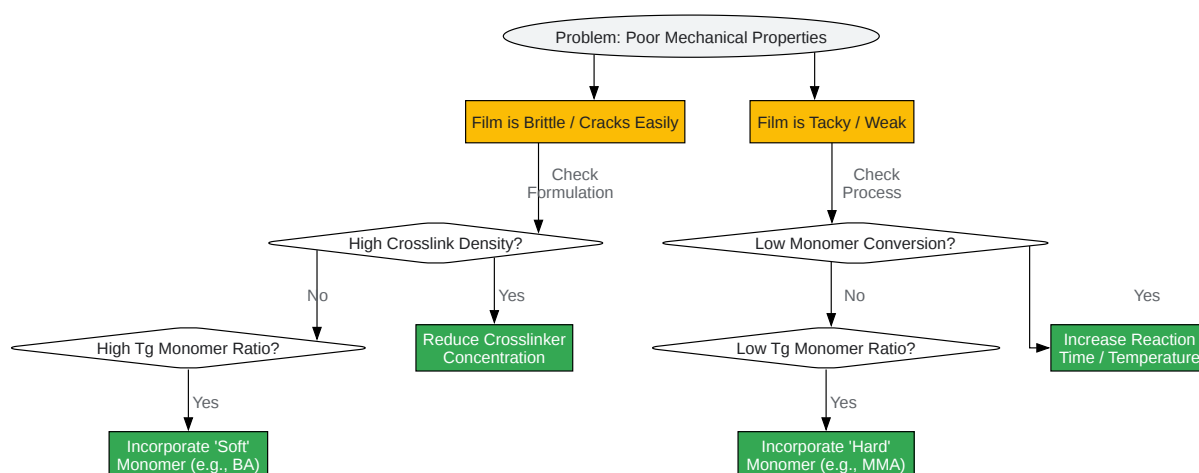 Problem: Poor Mechanical Properties
Film is Brittle / Cracks Easily
Film is Tacky / Weak
Check
Formulation
Check
Process
High Crosslink Density?
Low Monomer Conversion?
No
Yes
No
Yes
High Tg Monomer Ratio?
Reduce Crosslinker
Concentration
Low Tg Monomer Ratio?
Increase Reaction
Time / Temperature
Yes
Yes
Incorporate 'Soft'
Monomer (e.g., BA)
Incorporate 'Hard'
Monomer (e.g., MMA)